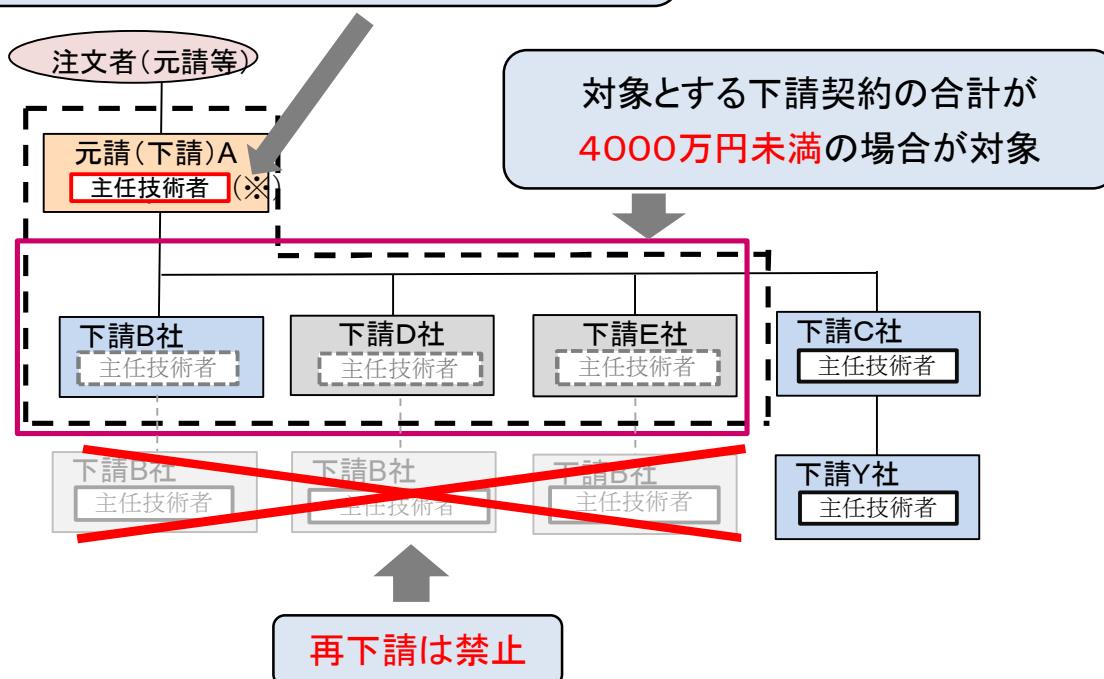 注文者(元請等)
対象とする下請契約の合計が
4000万円未満の場合が対象
元請(下請)A
主任技術者 (※)
下請B社
主任技術者
下請D社
主任技術者
下請E社
主任技術者
下請C社
主任技術者
下請B社
主任技術者
下請B社
主任技術者
下請B社
主任技術者
下請Y社
主任技術者
再下請は禁止